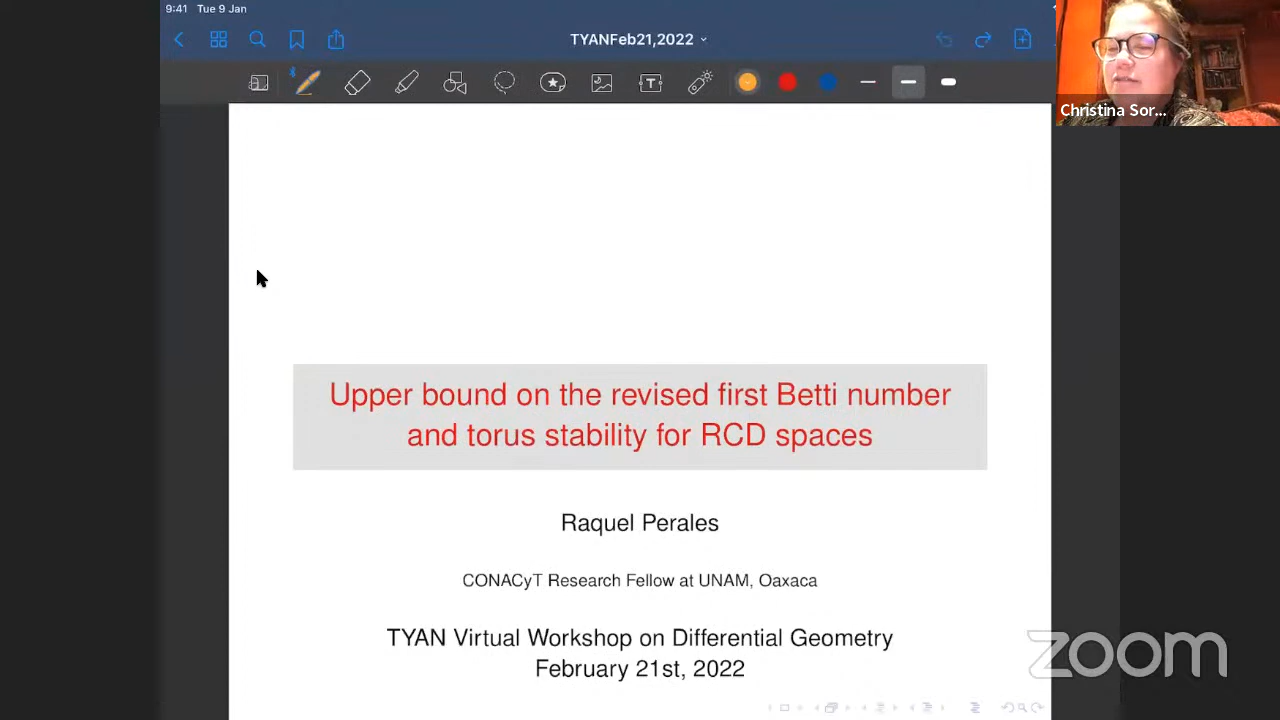 9:41 Tue 9 Jan
TYANFeb21,2022
T
Christina Sor...
Upper bound on the revised first Betti number
and torus stability for RCD spaces
Raquel Perales
CONACyT Research Fellow at UNAM, Oaxaca
TYAN Virtual Workshop on Differential Geometry
February 21st, 2022
zoom